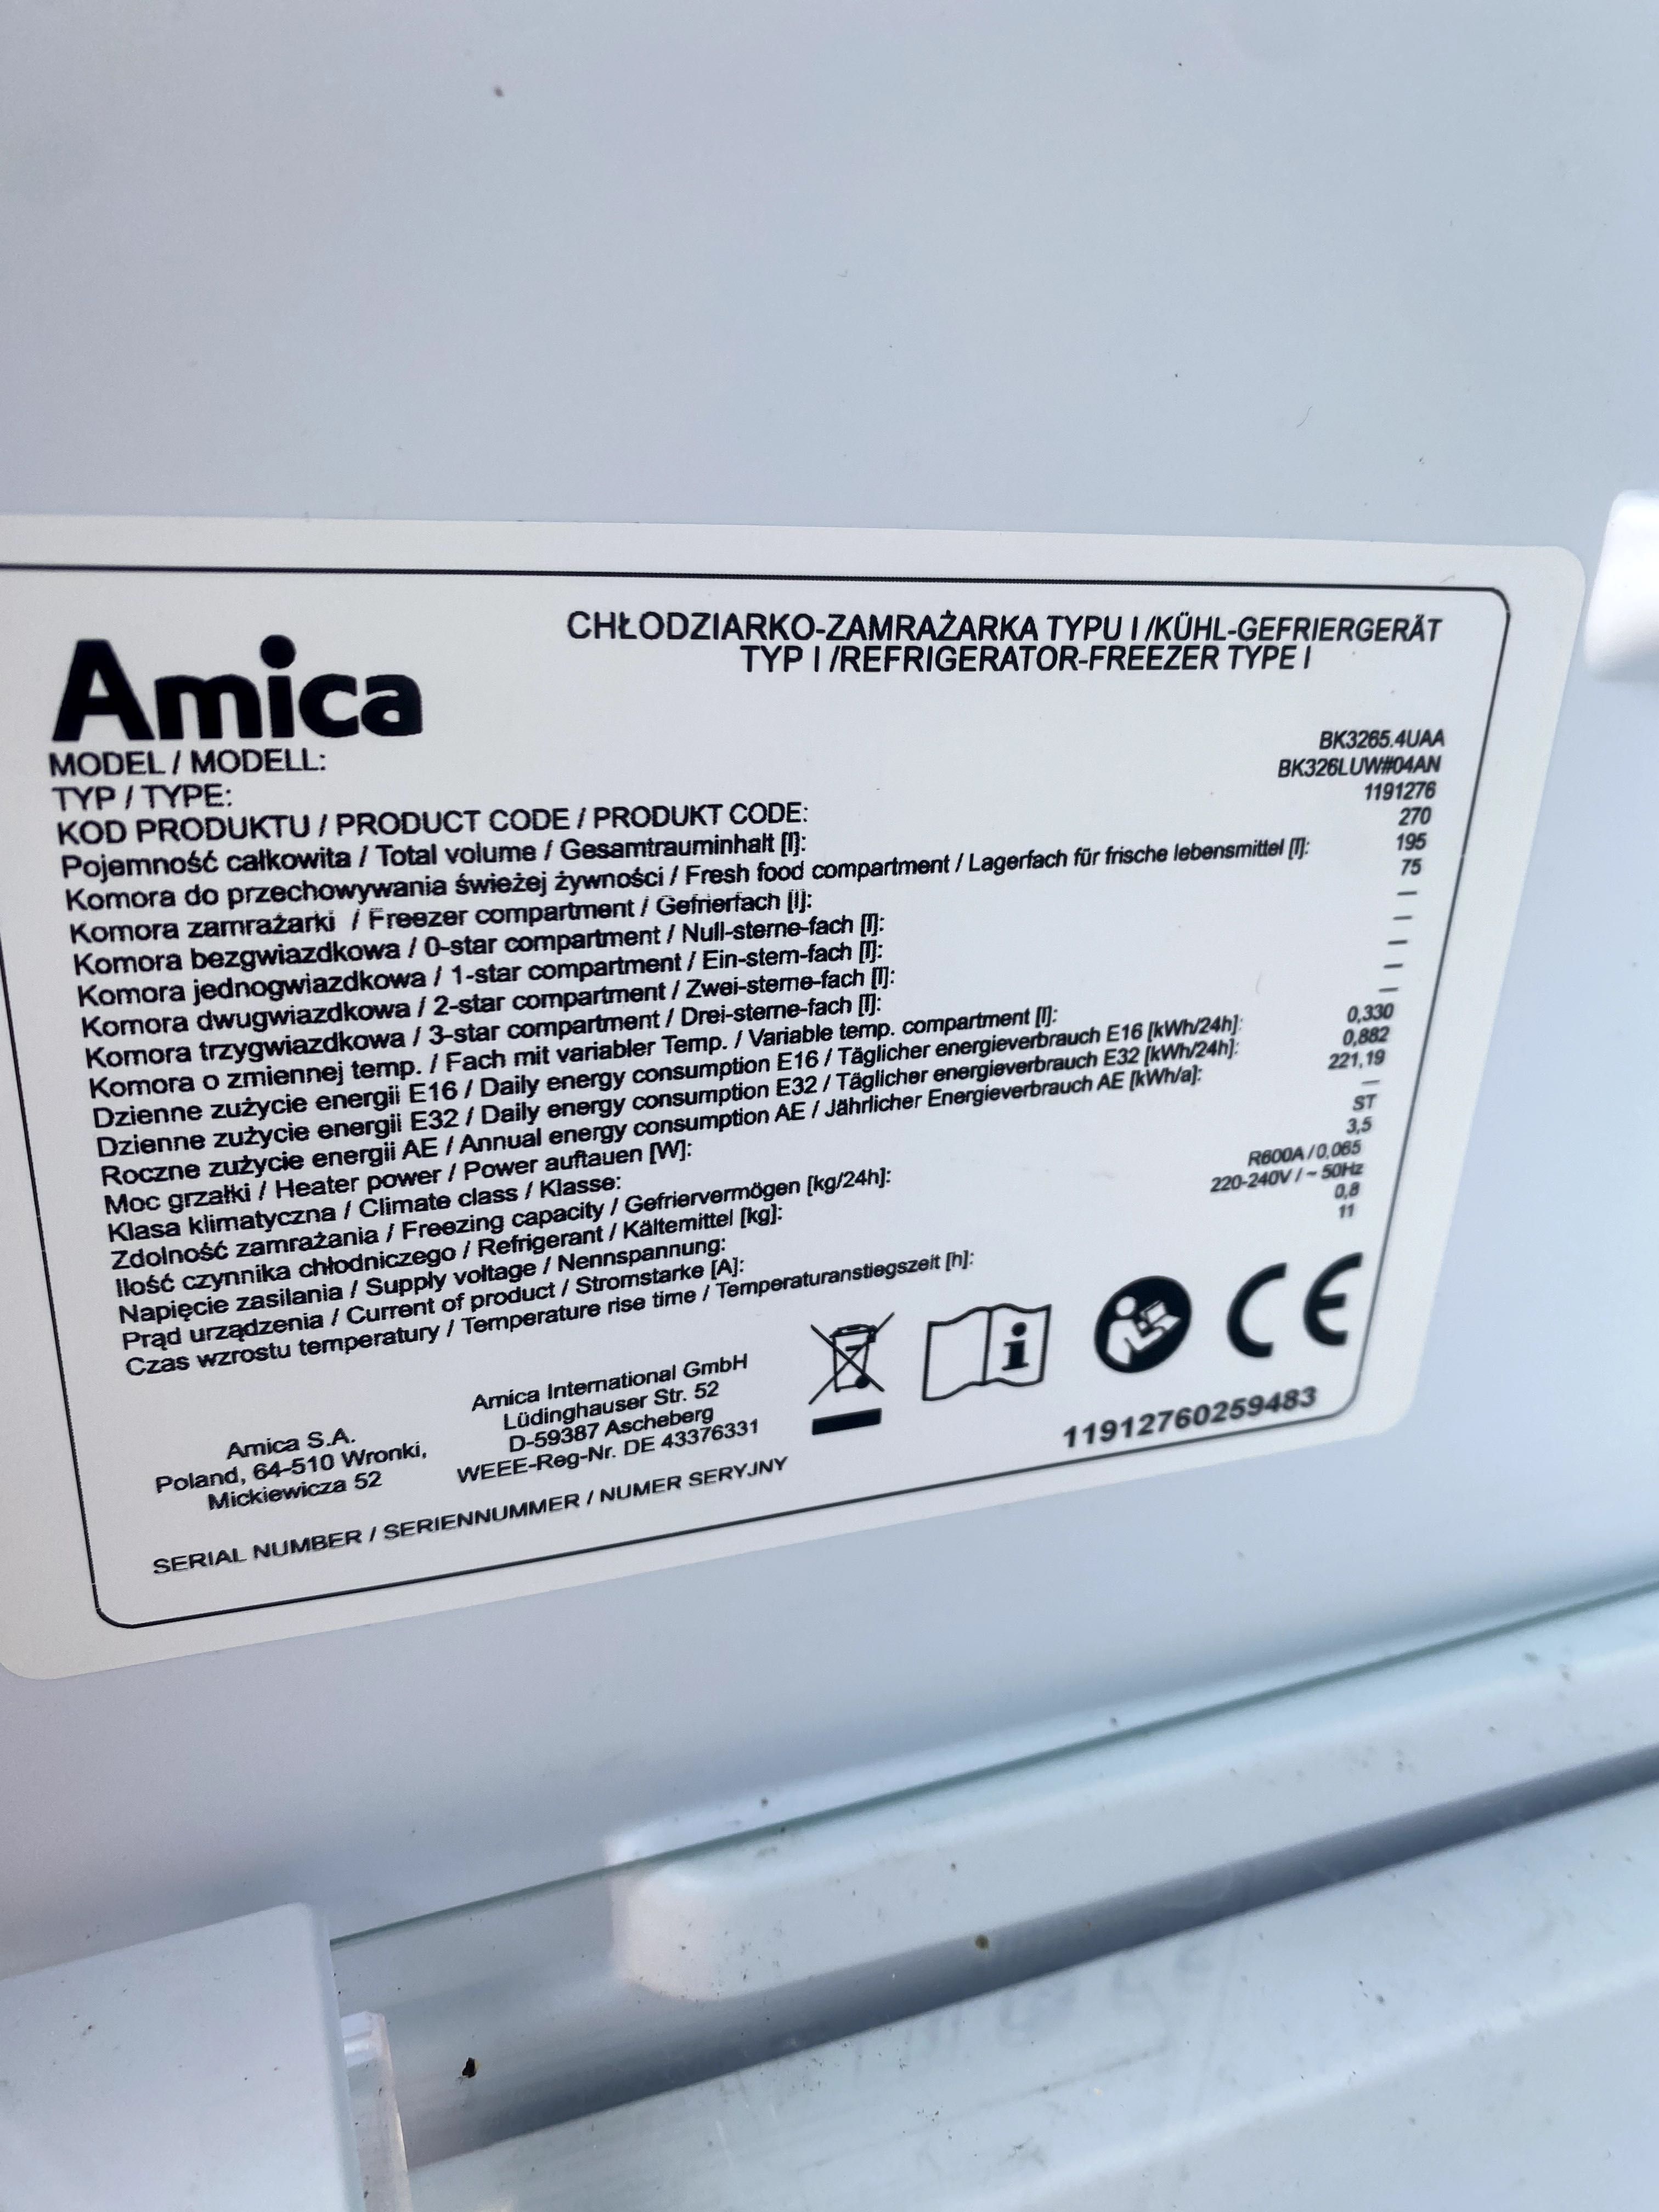 Amica
CHŁODZIARKO-ZAMRAŻARKA TYPU I /KÜHL-GEFRIERGERÄT
TYP I /REFRIGERATOR-FREEZER TYPE I
MODEL / MODELL: BK3265.4UAA
TYP / TYPE: BK326LUW#04AN
KOD PRODUKTU / PRODUCT CODE / PRODUKT CODE: 1191276
Pojemność całkowita / Total volume / Gesamtrauminhalt [l]: 270
Komora do przechowywania świeżej żywności / Fresh food compartment / Lagerfach für frische lebensmittel [l]: 195
Komora zamrażarki / Freezer compartment / Gefrierfach [l]: 75
Komora bezgwiazdkowa / 0-star compartment / Null-sterne-fach [l]: —
Komora jednogwiazdkowa / 1-star compartment / Ein-stern-fach [l]: —
Komora dwugwiazdkowa / 2-star compartment / Zwei-sterne-fach [l]: —
Komora trzygwiazdkowa / 3-star compartment / Drei-sterne-fach [l]: —
Komora o zmiennej temp. / Fach mit variabler Temp. / Variable temp. compartment [l]: —
Dzienne zużycie energii E16 / Daily energy consumption E16 / Täglicher energieverbrauch E16 [kWh/24h]: 0,330
Dzienne zużycie energii E32 / Daily energy consumption E32 / Täglicher energieverbrauch E32 [kWh/24h]: 0,882
Roczne zużycie energii AE / Annual energy consumption AE / Jährlicher Energieverbrauch AE [kWh/a]: 221,19
Moc grzałki / Heater power / Power auftauen [W]: —
Klasa klimatyczna / Climate class / Klasse: ST
Zdolność zamrażania / Freezing capacity / Gefriervermögen [kg/24h]: 3,5
Ilość czynnika chłodniczego / Refrigerant / Kältemittel [kg]: R600A / 0,065
Napięcie zasilania / Supply voltage / Nennspannung: 220-240V / ~ 50Hz
Prąd urządzenia / Current of product / Stromstarke [A]: 0,8
Czas wzrostu temperatury / Temperature rise time / Temperaturanstiegszeit [h]: 11
Amica S.A.
Poland, 64-510 Wronki,
Mickiewicza 52
Amica International GmbH
Lüdinghauser Str. 52
D-59387 Ascheberg
WEEE-Reg-Nr. DE 43376331
CE
SERIAL NUMBER / SERIENNUMMER / NUMER SERYJNY 11912760259483